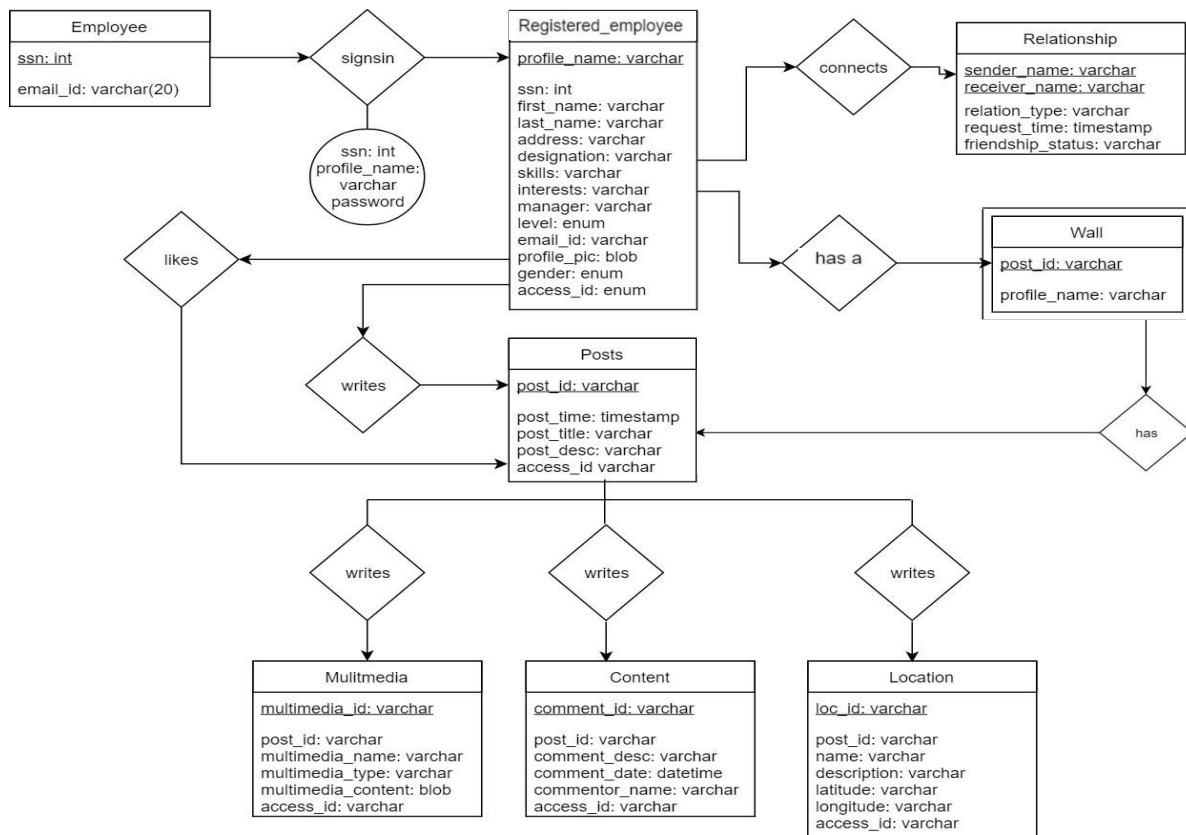 Employee
ssn: int
email_id: varchar(20)
signsin
ssn: int
profile_name:
varchar
password
Registered_employee
profile_name: varchar
ssn: int
first_name: varchar
last_name: varchar
address: varchar
designation: varchar
skills: varchar
interests: varchar
manager: varchar
level: enum
email_id: varchar
profile_pic: blob
gender: enum
access_id: enum
connects
Relationship
sender_name: varchar
receiver_name: varchar
relation_type: varchar
request_time: timestamp
friendship_status: varchar
has a
Wall
post_id: varchar
profile_name: varchar
likes
writes
Posts
post_id: varchar
post_time: timestamp
post_title: varchar
post_desc: varchar
access_id varchar
has
writes
writes
writes
Mulitmedia
multimedia_id: varchar
post_id: varchar
multimedia_name: varchar
multimedia_type: varchar
multimedia_content: blob
access_id: varchar
Content
comment_id: varchar
post_id: varchar
comment_desc: varchar
comment_date: datetime
commentor_name: varchar
access_id: varchar
Location
loc_id: varchar
post_id: varchar
name: varchar
description: varchar
latitude: varchar
longitude: varchar
access_id: varchar